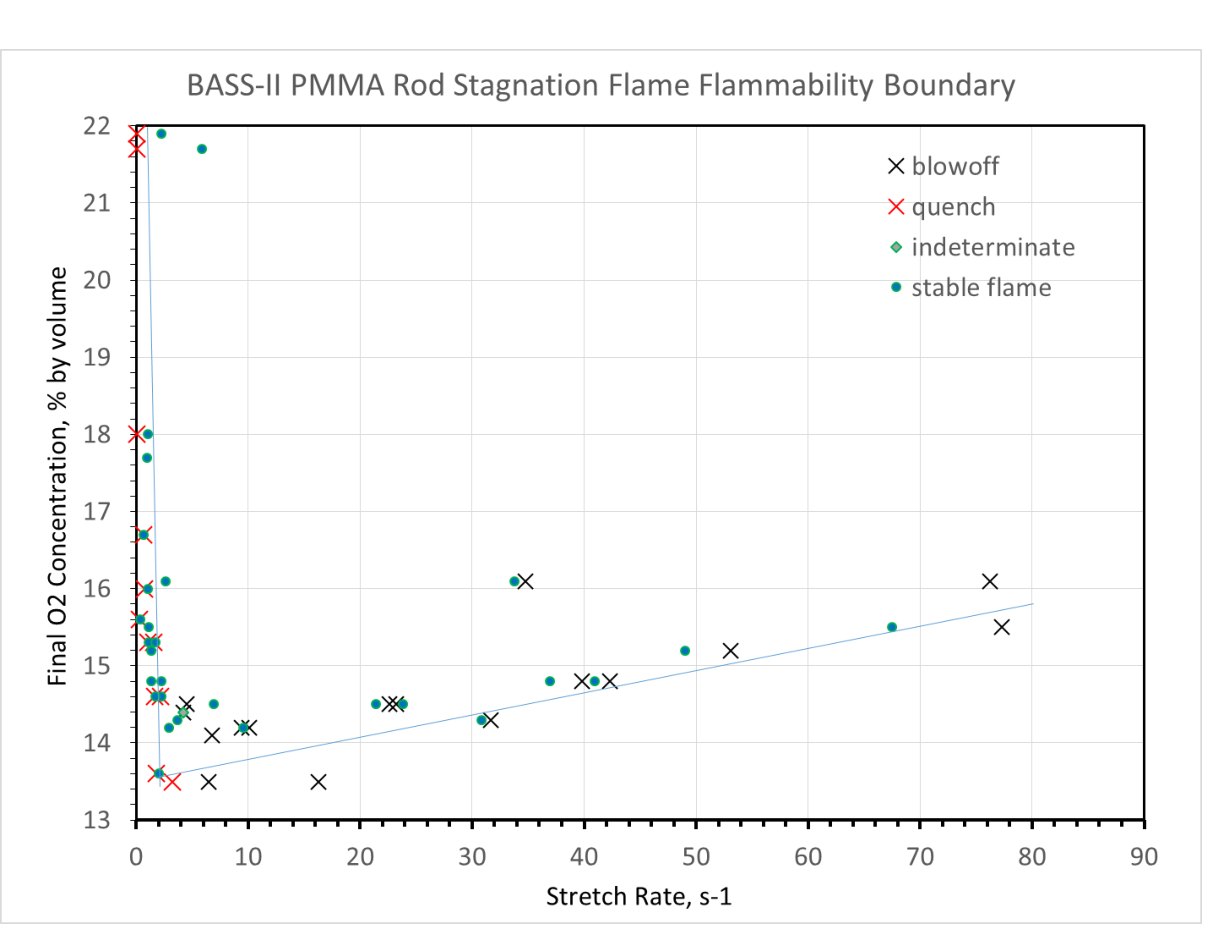 BASS-II PMMA Rod Stagnation Flame Flammability Boundary
22
21
20
19
18
17
16
15
14
13
Final O2 Concentration, % by volume
blowoff
quench
indeterminate
stable flame
0 10 20 30 40 50 60 70 80 90
Stretch Rate, s-1